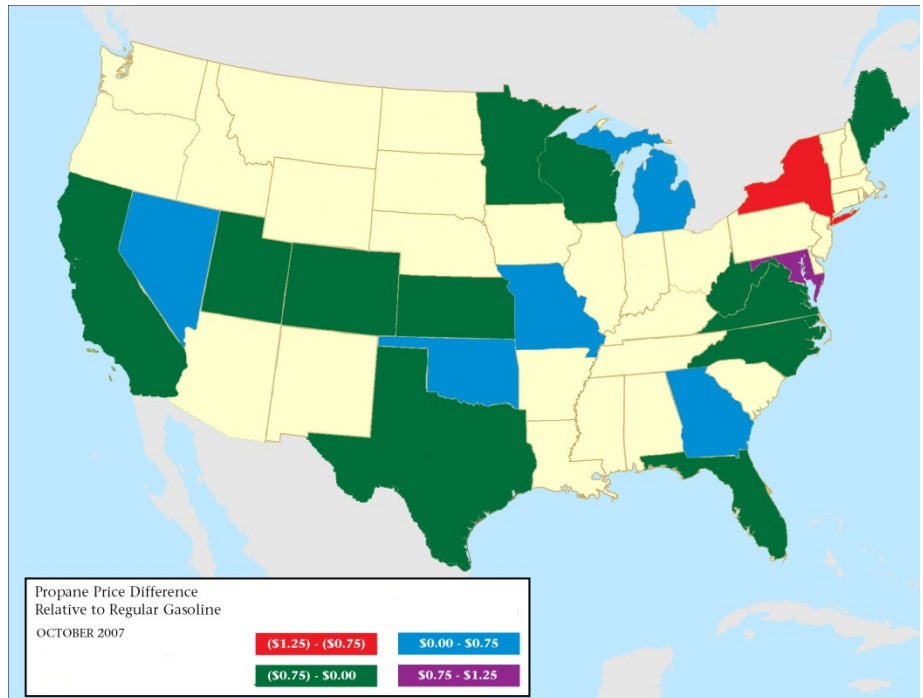 Propane Price Difference
Relative to Regular Gasoline
OCTOBER 2007
($1.25) - ($0.75)
$0.00 - $0.75
($0.75) - $0.00
$0.75 - $1.25